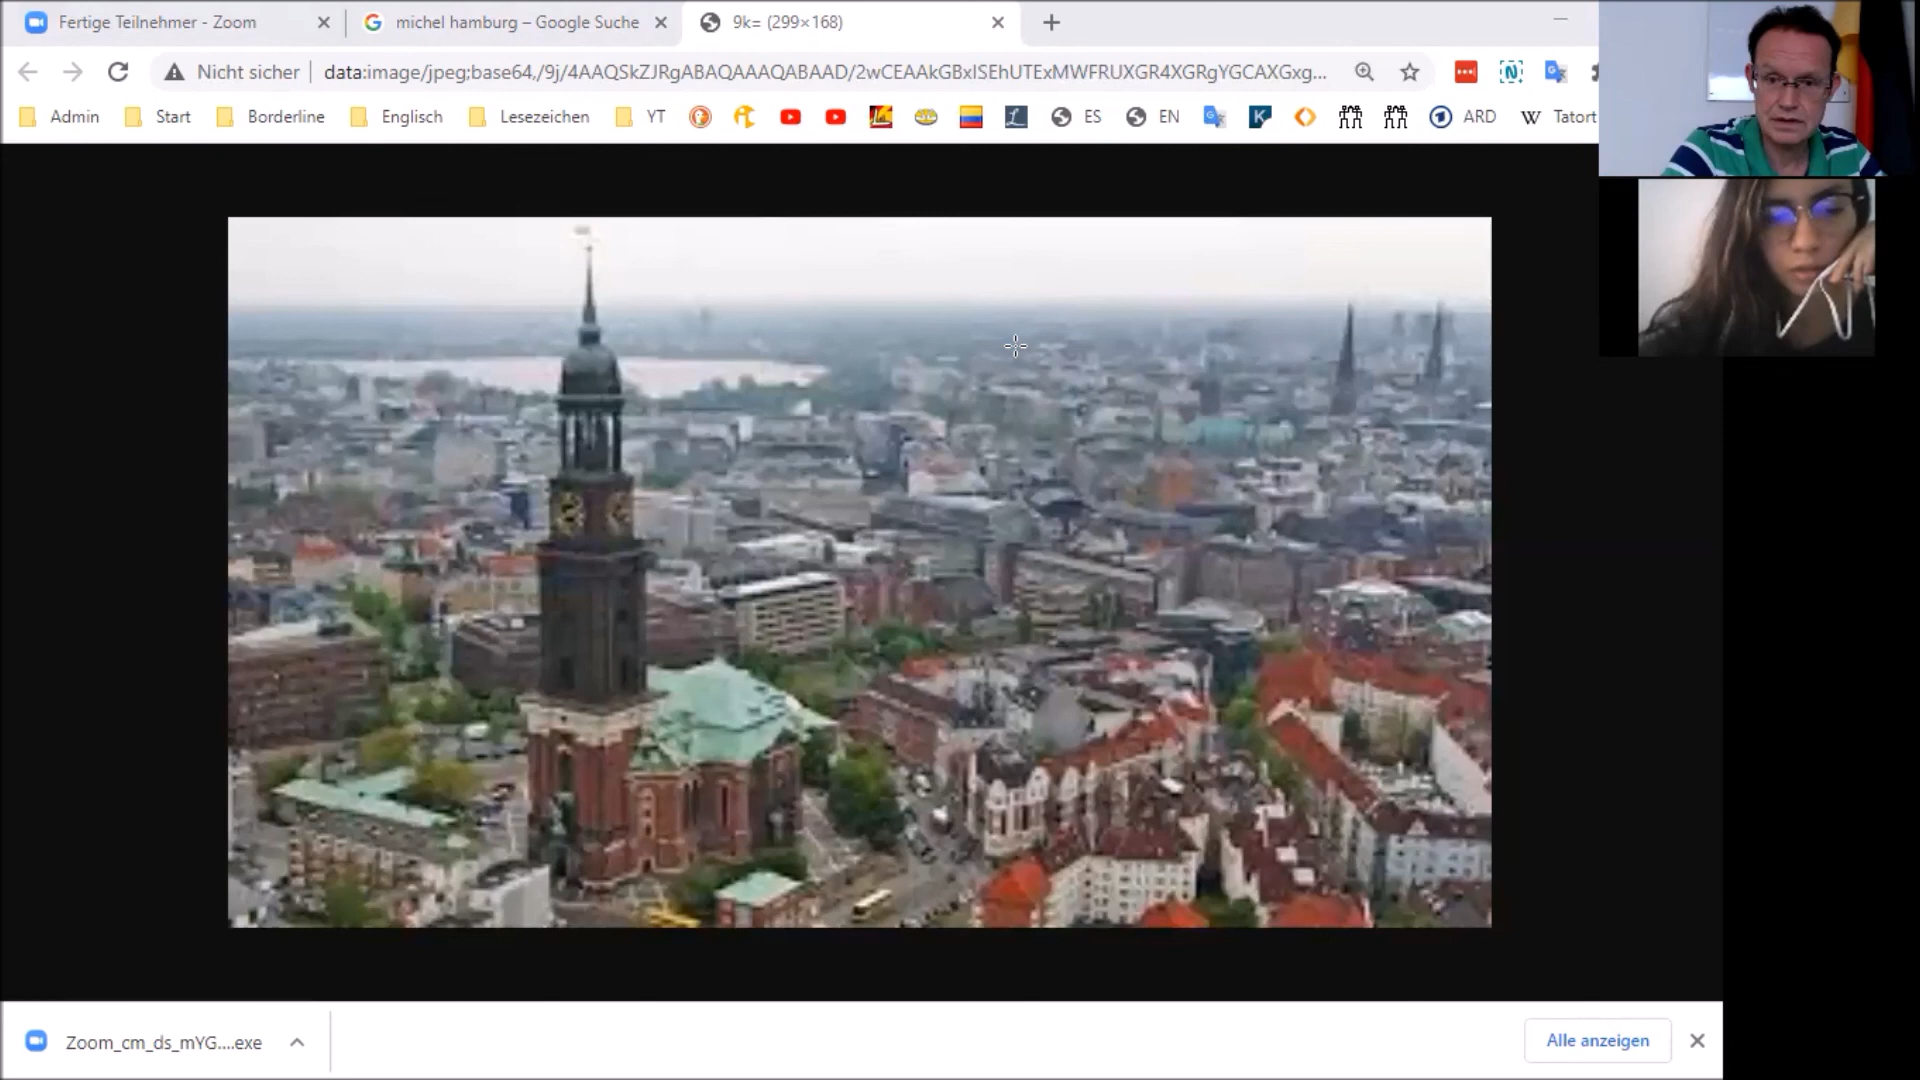 Fertige Teilnehmer - Zoom
michel hamburg – Google Suche
9k= (299×168)
Nicht sicher
data:image/jpeg;base64,/9j/4AAQSkZJRgABAQAAAQABAAD/2wCEAAkGBxISEhUTExMWFRUXGR4XGRgYGCAXGxg...
Admin
Start
Borderline
Englisch
Lesezeichen
YT
ES
EN
ARD
W Tatort
Zoom_cm_ds_mYG....exe
Alle anzeigen